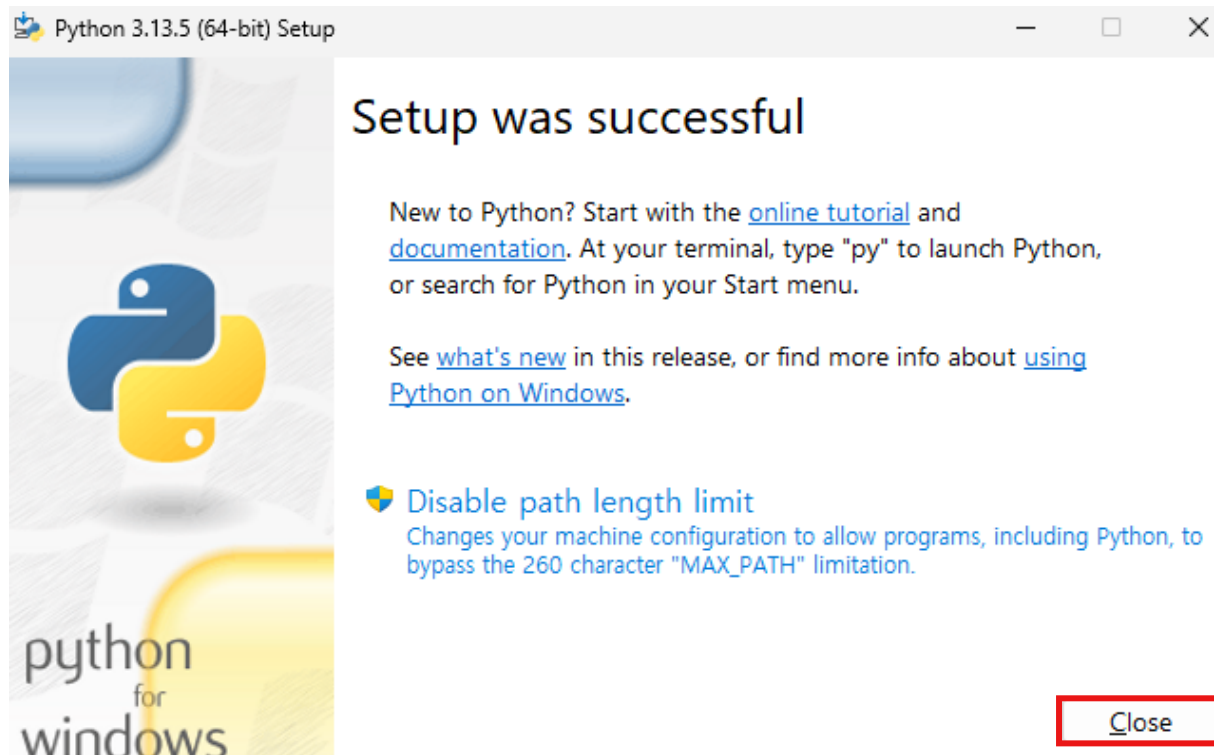 Python 3.13.5 (64-bit) Setup
Setup was successful
New to Python? Start with the online tutorial and
documentation. At your terminal, type "py" to launch Python,
or search for Python in your Start menu.
See what's new in this release, or find more info about using
Python on Windows.
Disable path length limit
Changes your machine configuration to allow programs, including Python, to
bypass the 260 character "MAX_PATH" limitation.
python
for
windows
Close